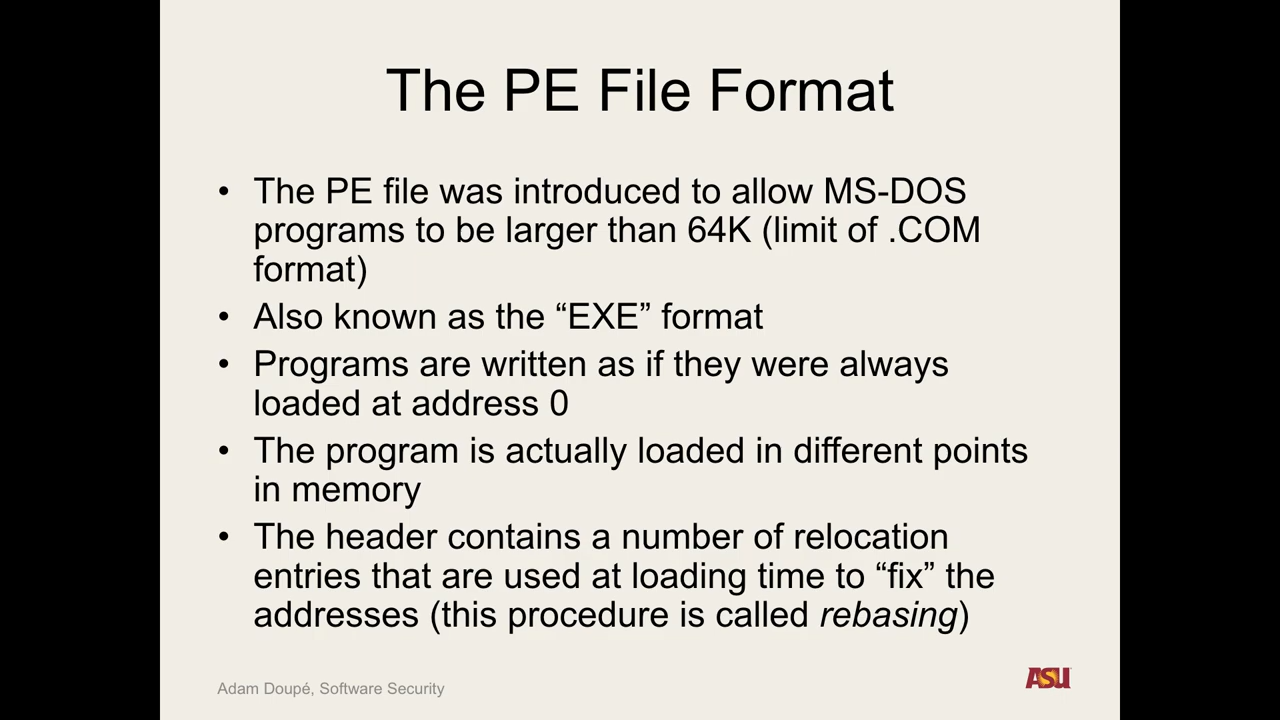 The PE File Format
• The PE file was introduced to allow MS-DOS
programs to be larger than 64K (limit of .COM
format)
• Also known as the “EXE” format
• Programs are written as if they were always
loaded at address 0
• The program is actually loaded in different points
in memory
• The header contains a number of relocation
entries that are used at loading time to “fix” the
addresses (this procedure is called rebasing)
Adam Doupé, Software Security
ASU